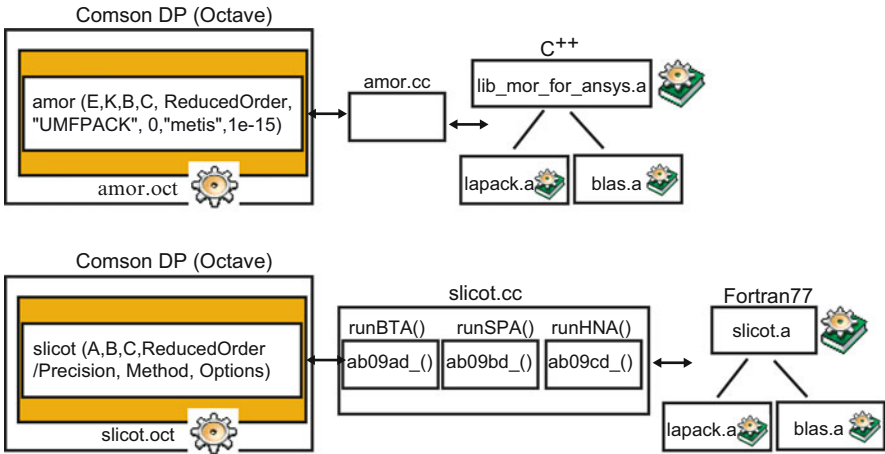 Comson DP (Octave)
amor (E,K,B,C, ReducedOrder,
"UMFPACK", 0,"metis",1e-15)
amor.oct
amor.cc
C++
lib_mor_for_ansys.a
lapack.a
blas.a
Comson DP (Octave)
slicot (A,B,C,ReducedOrder
/Precision, Method, Options)
slicot.oct
slicot.cc
runBTA()
runSPA()
runHNA()
ab09ad_()
ab09bd_()
ab09cd_()
Fortran77
slicot.a
lapack.a
blas.a